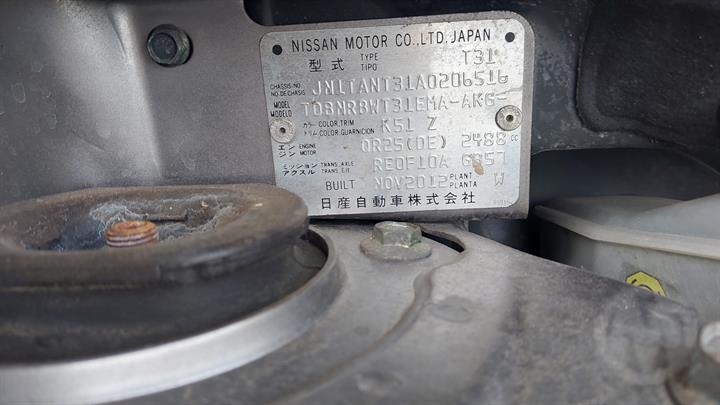 NISSAN MOTOR CO.,LTD.JAPAN
型式 TYPE TIPO T31
CHASSIS NO. NO.DE CHASIS JN1TANT31A0206516
MODEL MODELO TDBNR8WT31EMA-AKG-
カラー トリム COLOR, TRIM COLOR, GUARNICION K51 Z
エンジン ENGINE MOTOR QR25(DE) 2488 cc
ミッション アクスル TRANS. AXLE TRANS, EJE RE0F10A 6957
BUILT NOV2012 PLANT PLANTA W
日産自動車株式会社